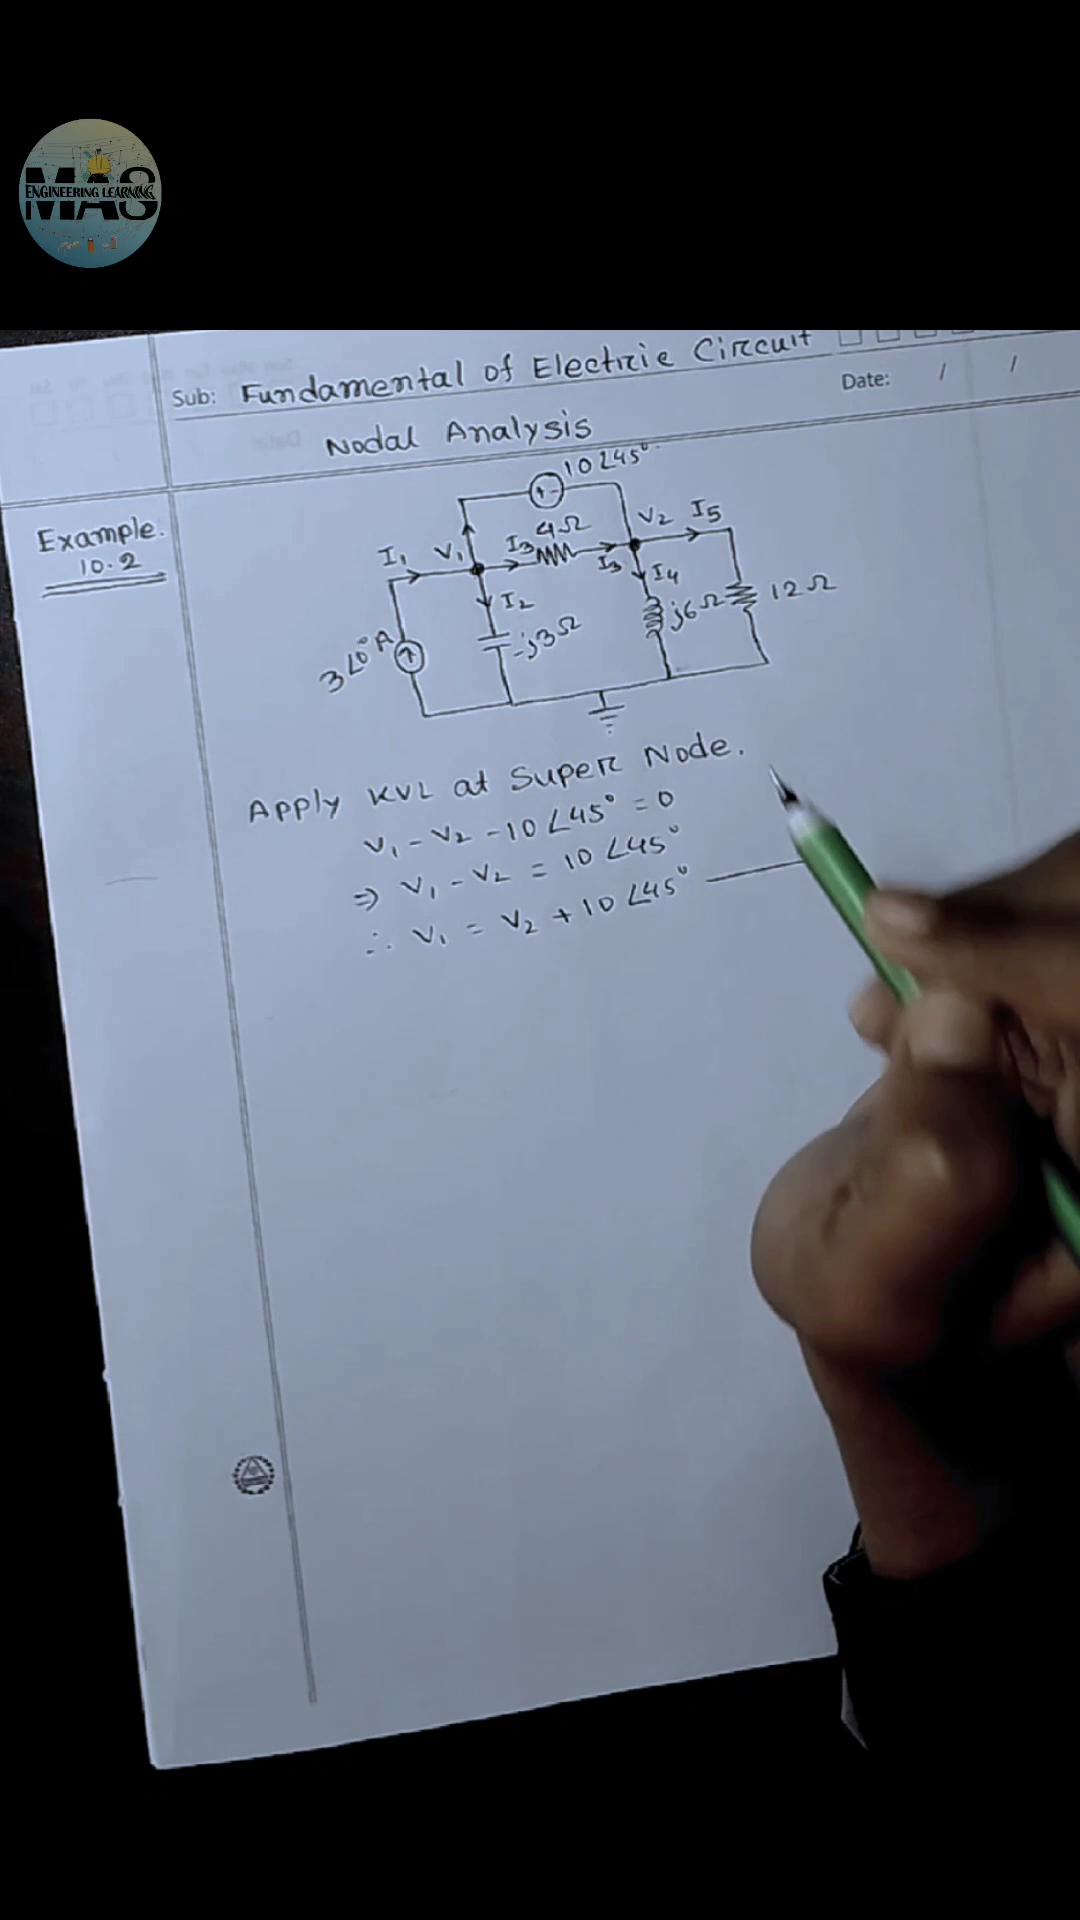 MAS
ENGINEERING LEARNING
Sub: Fundamental of Electric Circuit
Date: / /
Nodal Analysis
Example.
10.2
10∠45°
+-
I₁ V₁ I₃ 4Ω I₃ V₂ I₅
I₂ I₄
3∠0°A -j3Ω j6Ω 12Ω
Apply KVL at Super Node.
V₁ - V₂ - 10∠45° = 0
⇒ V₁ - V₂ = 10∠45°
∴ V₁ = V₂ + 10∠45°